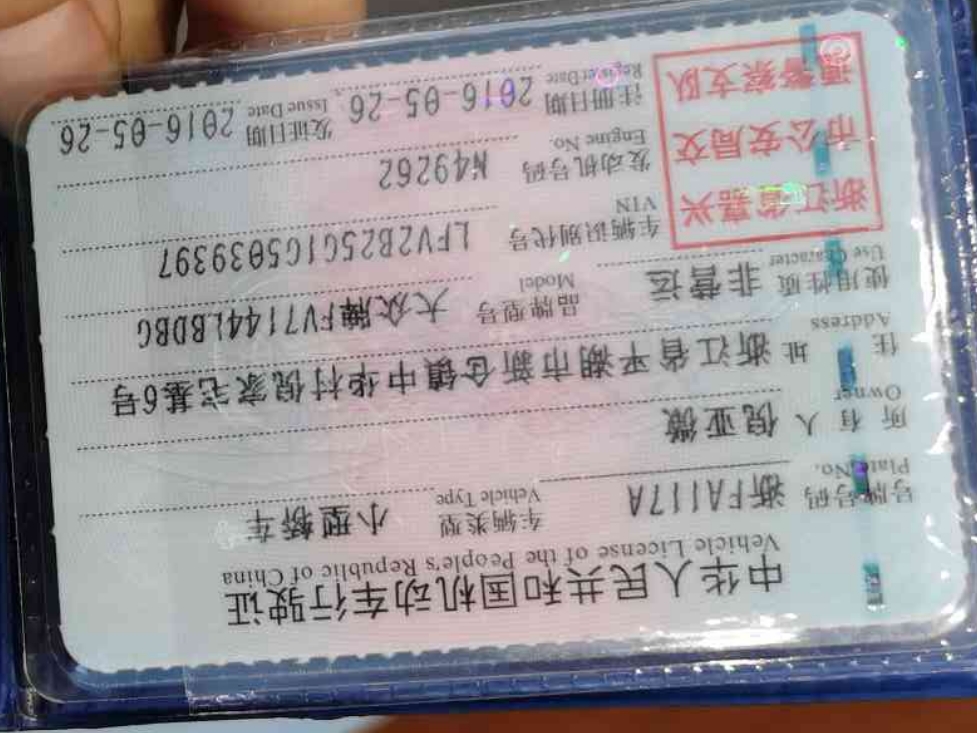 中华人民共和国机动车行驶证
Vehicle License of the People's Republic of China
号牌号码 浙FA117A 车辆类型 小型轿车
Plate No. Vehicle Type
所有人 倪亚薇
Owner
住址 浙江省平湖市新仓镇中华村倪家宅基6号
Address
使用性质 非营运 品牌型号 大众牌FV7144LBDBG
Use Character Model
浙江省嘉兴
市公安局交
通警察支队
车辆识别代号 LFV2B25G1G5039397
VIN
发动机号码 N49262
Engine No.
注册日期 2016-05-26 发证日期 2016-05-26
Register Date Issue Date